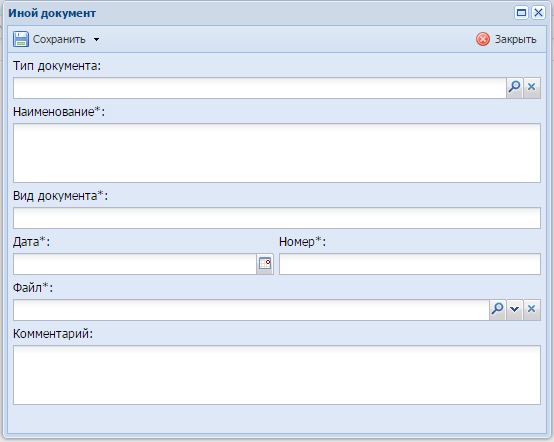 Иной документ
Сохранить Закрыть
Тип документа:
Наименование*:
Вид документа*:
Дата*: Номер*:
Файл*:
Комментарий: